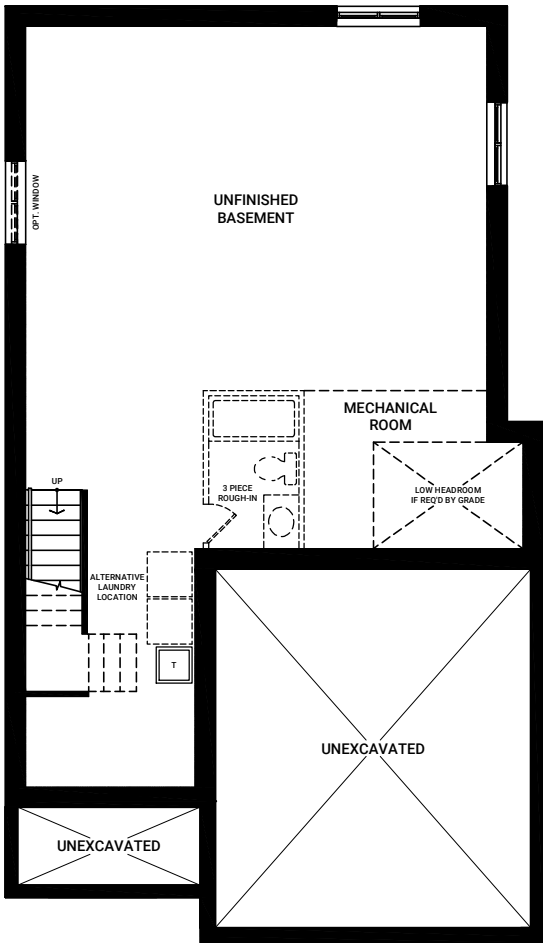 OPT. WINDOW
UNFINISHED
BASEMENT
MECHANICAL
ROOM
UP
3 PIECE
ROUGH-IN
LOW HEADROOM
IF REQ'D BY GRADE
ALTERNATIVE
LAUNDRY
LOCATION
T
UNEXCAVATED
UNEXCAVATED